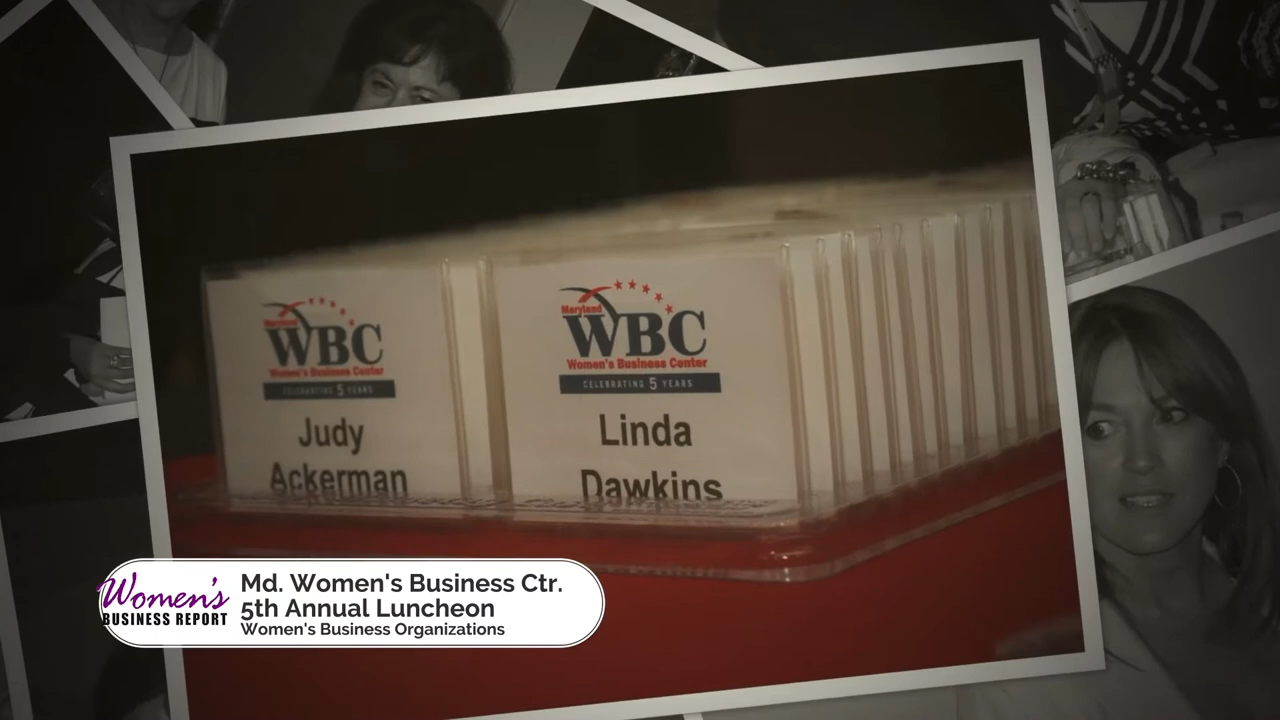 Maryland
WBC
Women's Business Center
CELEBRATING 5 YEARS
Judy
Ackerman
Maryland
WBC
Women's Business Center
CELEBRATING 5 YEARS
Linda
Dawkins
Women's
BUSINESS REPORT
Md. Women's Business Ctr.
5th Annual Luncheon
Women's Business Organizations